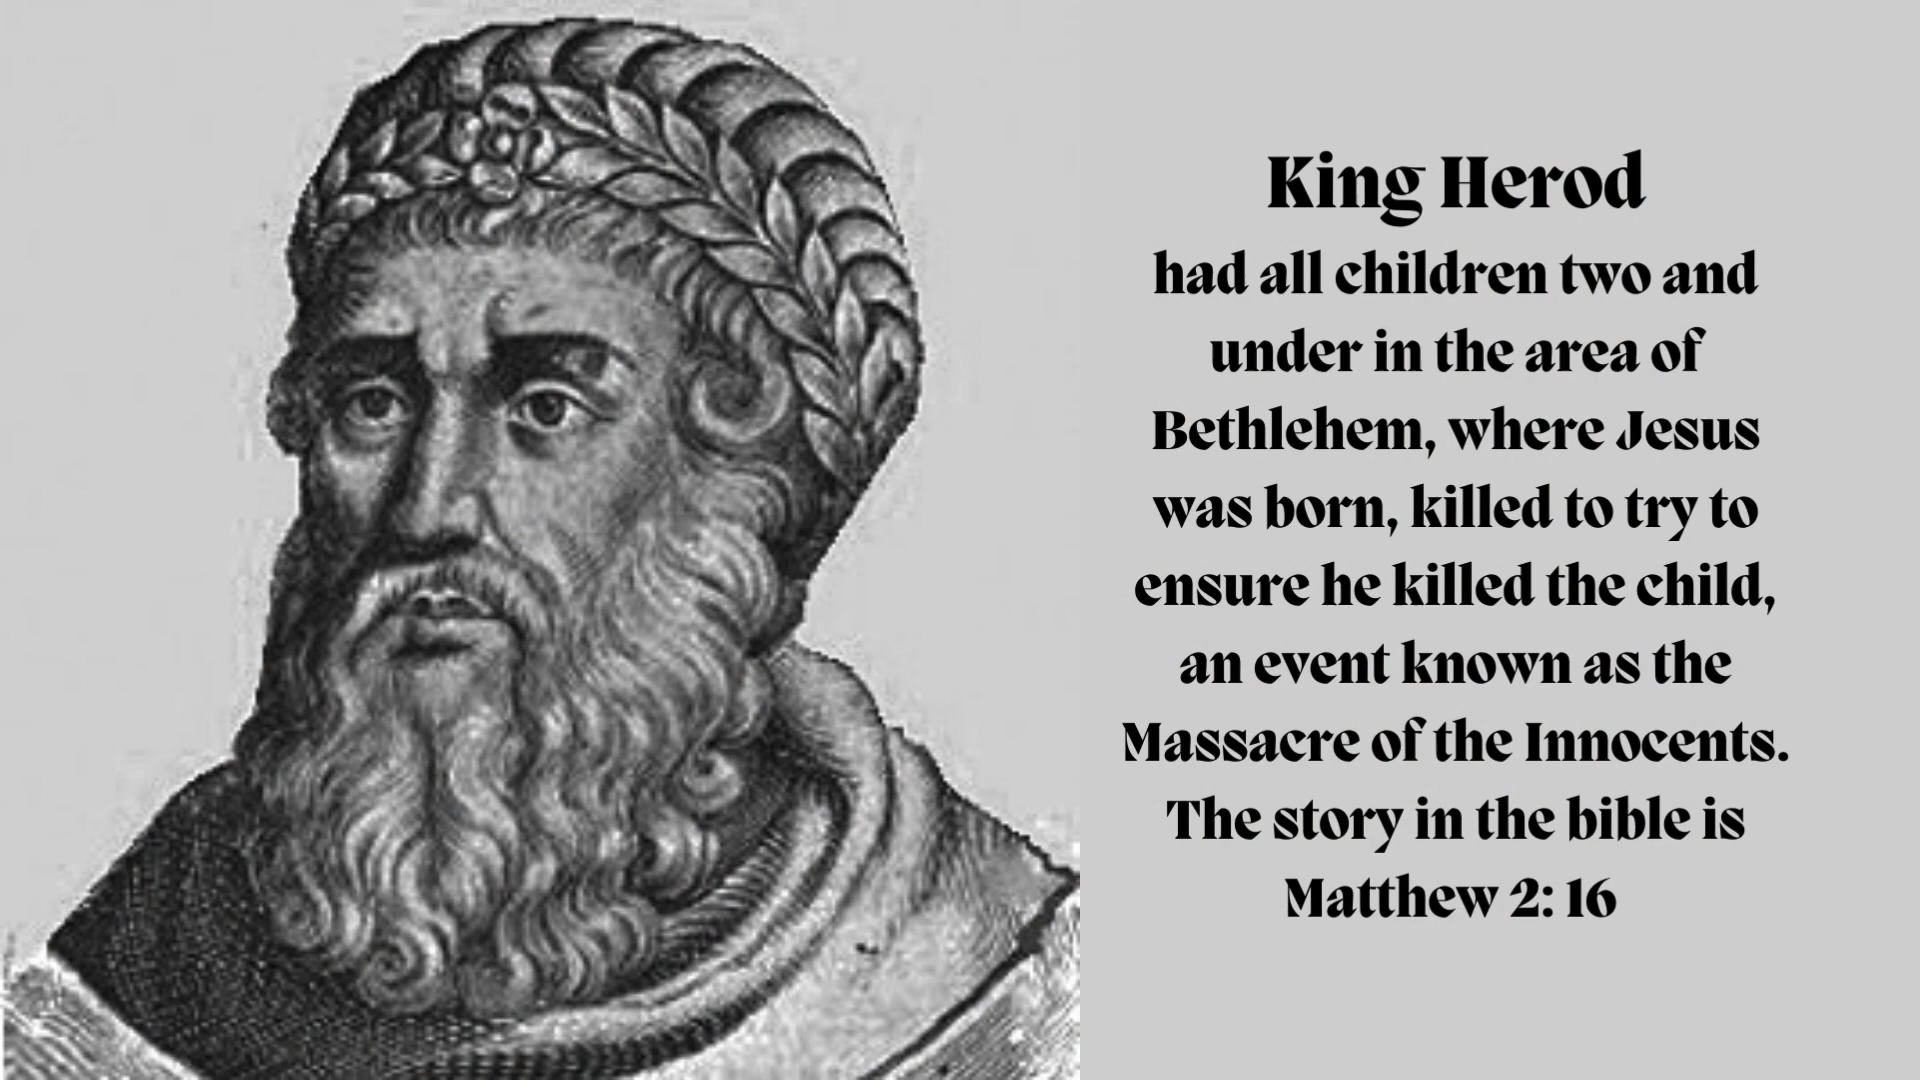 King Herod
had all children two and
under in the area of
Bethlehem, where Jesus
was born, killed to try to
ensure he killed the child,
an event known as the
Massacre of the Innocents.
The story in the bible is
Matthew 2: 16